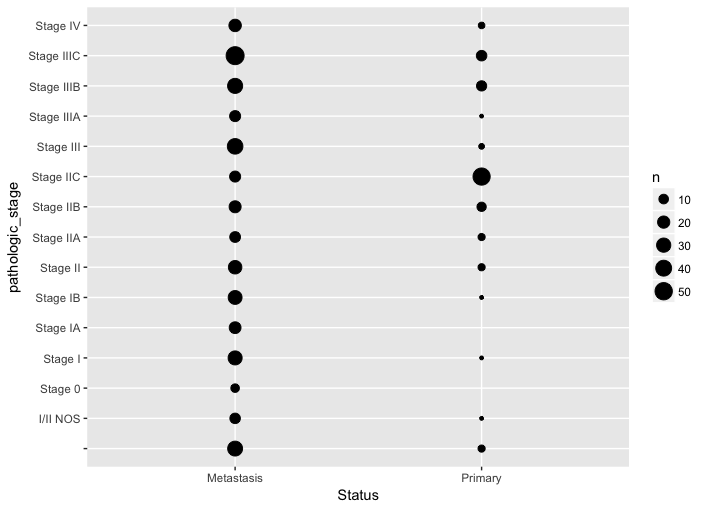 Stage IV
Stage IIIC
Stage IIIB
Stage IIIA
Stage III
Stage IIC
Stage IIB
Stage IIA
Stage II
Stage IB
Stage IA
Stage I
Stage 0
I/II NOS
pathologic_stage
Metastasis Primary
Status
n
10
20
30
40
50